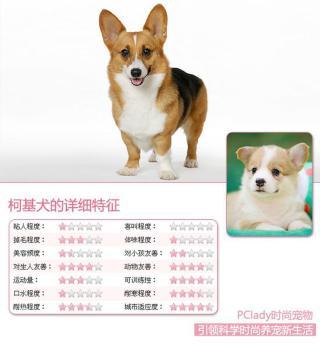 柯基犬的详细特征
粘人程度： 喜叫程度：
掉毛程度： 体味程度：
美容频度： 对小孩友善：
对生人友善： 动物友善：
运动量： 可训练性：
口水程度： 耐寒程度：
耐热程度： 城市适应度：
PClady时尚宠物
引领科学时尚养宠新生活